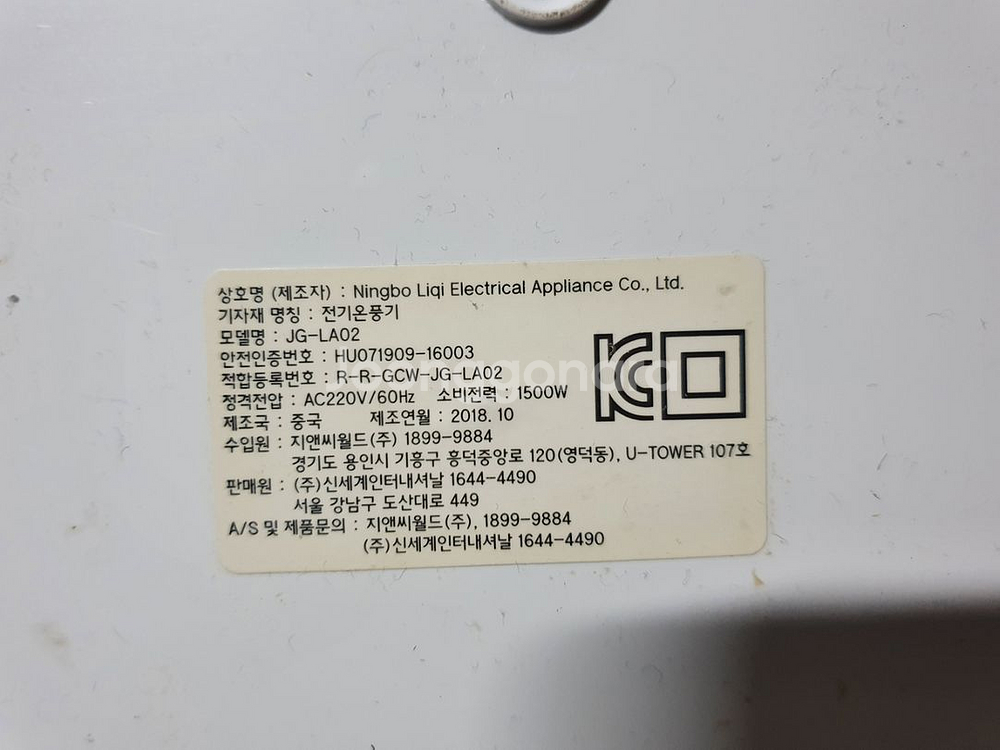 상호명 (제조자) : Ningbo Liqi Electrical Appliance Co., Ltd.
기자재 명칭 : 전기온풍기
모델명 : JG-LA02
안전인증번호 : HU071909-16003
적합등록번호 : R-R-GCW-JG-LA02
정격전압 : AC220V/60Hz 소비전력 : 1500W
제조국 : 중국 제조연월 : 2018. 10
수입원 : 지앤씨월드(주) 1899-9884
경기도 용인시 기흥구 흥덕중앙로 120(영덕동), U-TOWER 107호
판매원 : (주)신세계인터내셔날 1644-4490
서울 강남구 도산대로 449
A/S 및 제품문의 : 지앤씨월드(주), 1899-9884
(주)신세계인터내셔날 1644-4490
joonggonara